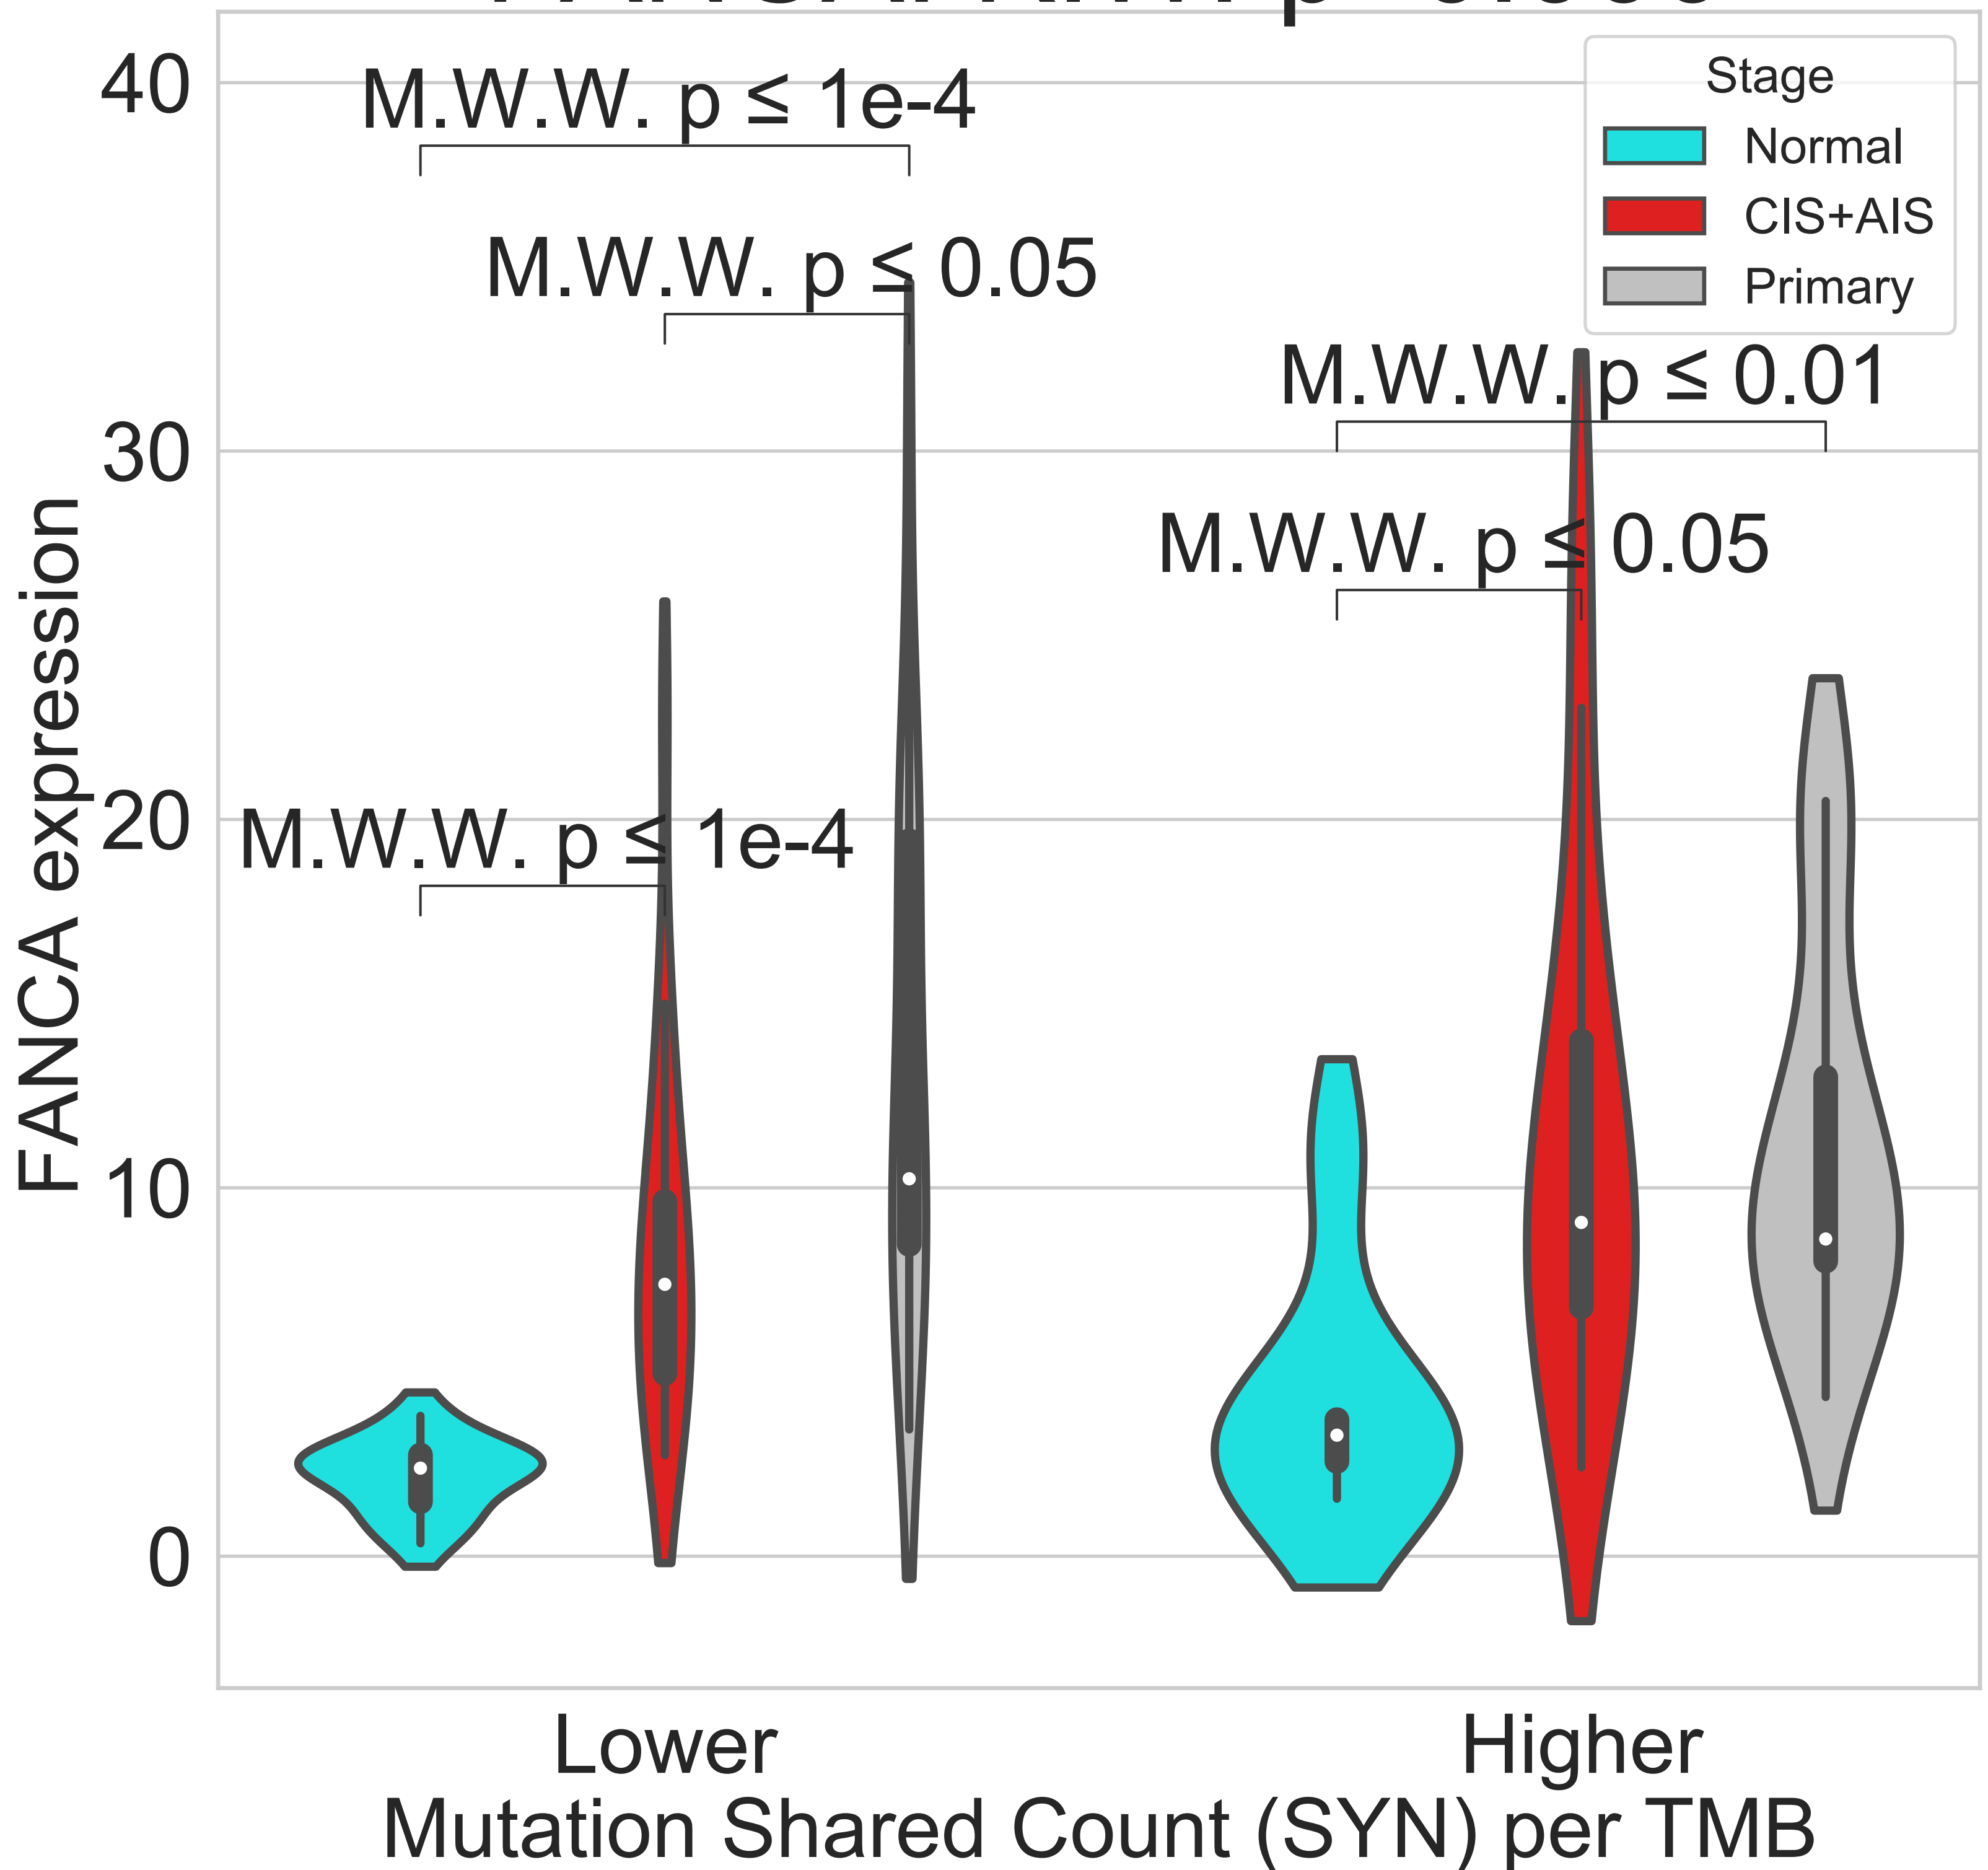 40
30
20
10
0
FANCA expression
M.W.W. p ≤ 1e-4
M.W.W. p ≤ 0.05
M.W.W. p ≤ 1e-4
M.W.W. p ≤ 0.01
M.W.W. p ≤ 0.05
Stage
Normal
CIS+AIS
Primary
Lower
Higher
Mutation Shared Count (SYN) per TMB